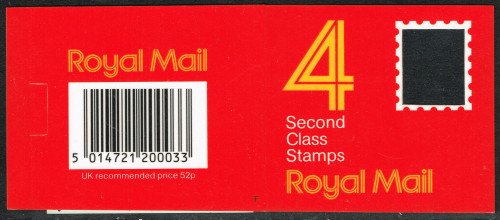 Royal Mail
5 014721 200033
UK recommended price 52p
4
Second
Class
Stamps
Royal Mail